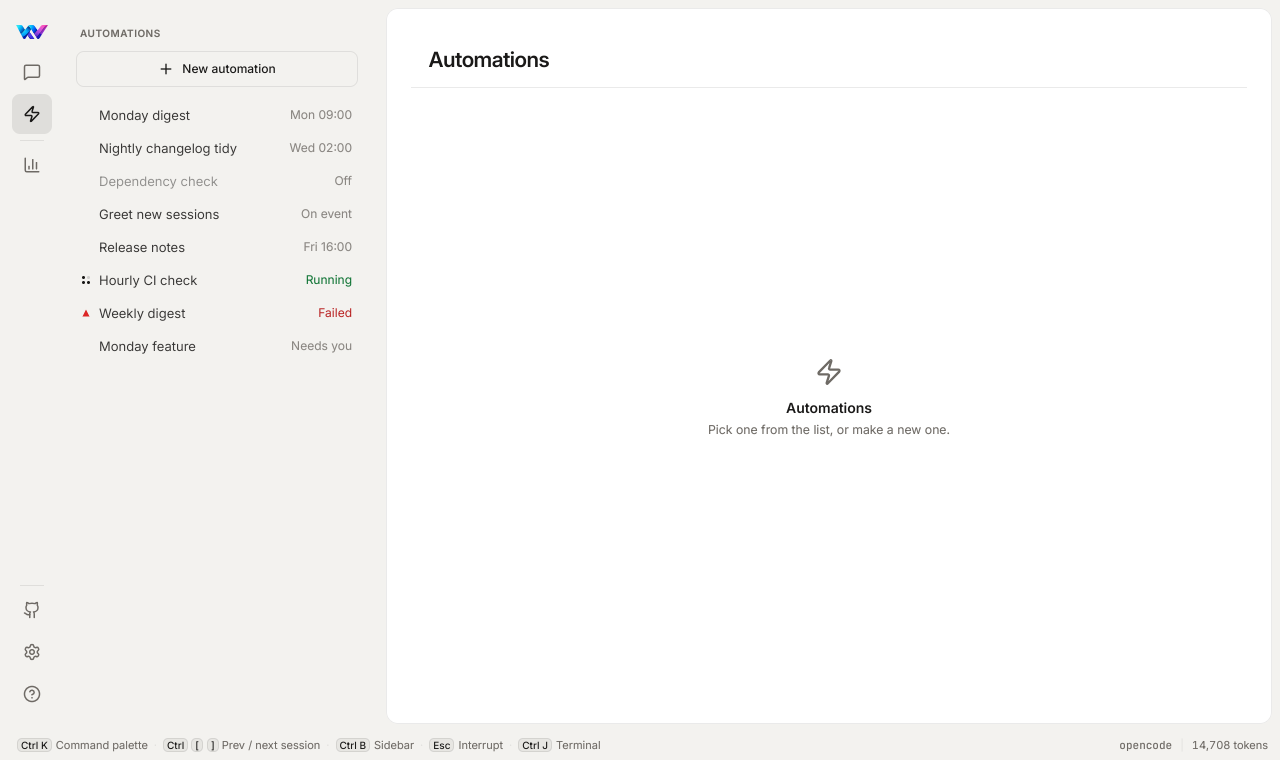 AUTOMATIONS
New automation
Monday digest Mon 09:00
Nightly changelog tidy Wed 02:00
Dependency check Off
Greet new sessions On event
Release notes Fri 16:00
Hourly CI check Running
Weekly digest Failed
Monday feature Needs you
Automations
Automations
Pick one from the list, or make a new one.
Ctrl K Command palette Ctrl [ ] Prev / next session Ctrl B Sidebar Esc Interrupt Ctrl J Terminal opencode 14,708 tokens